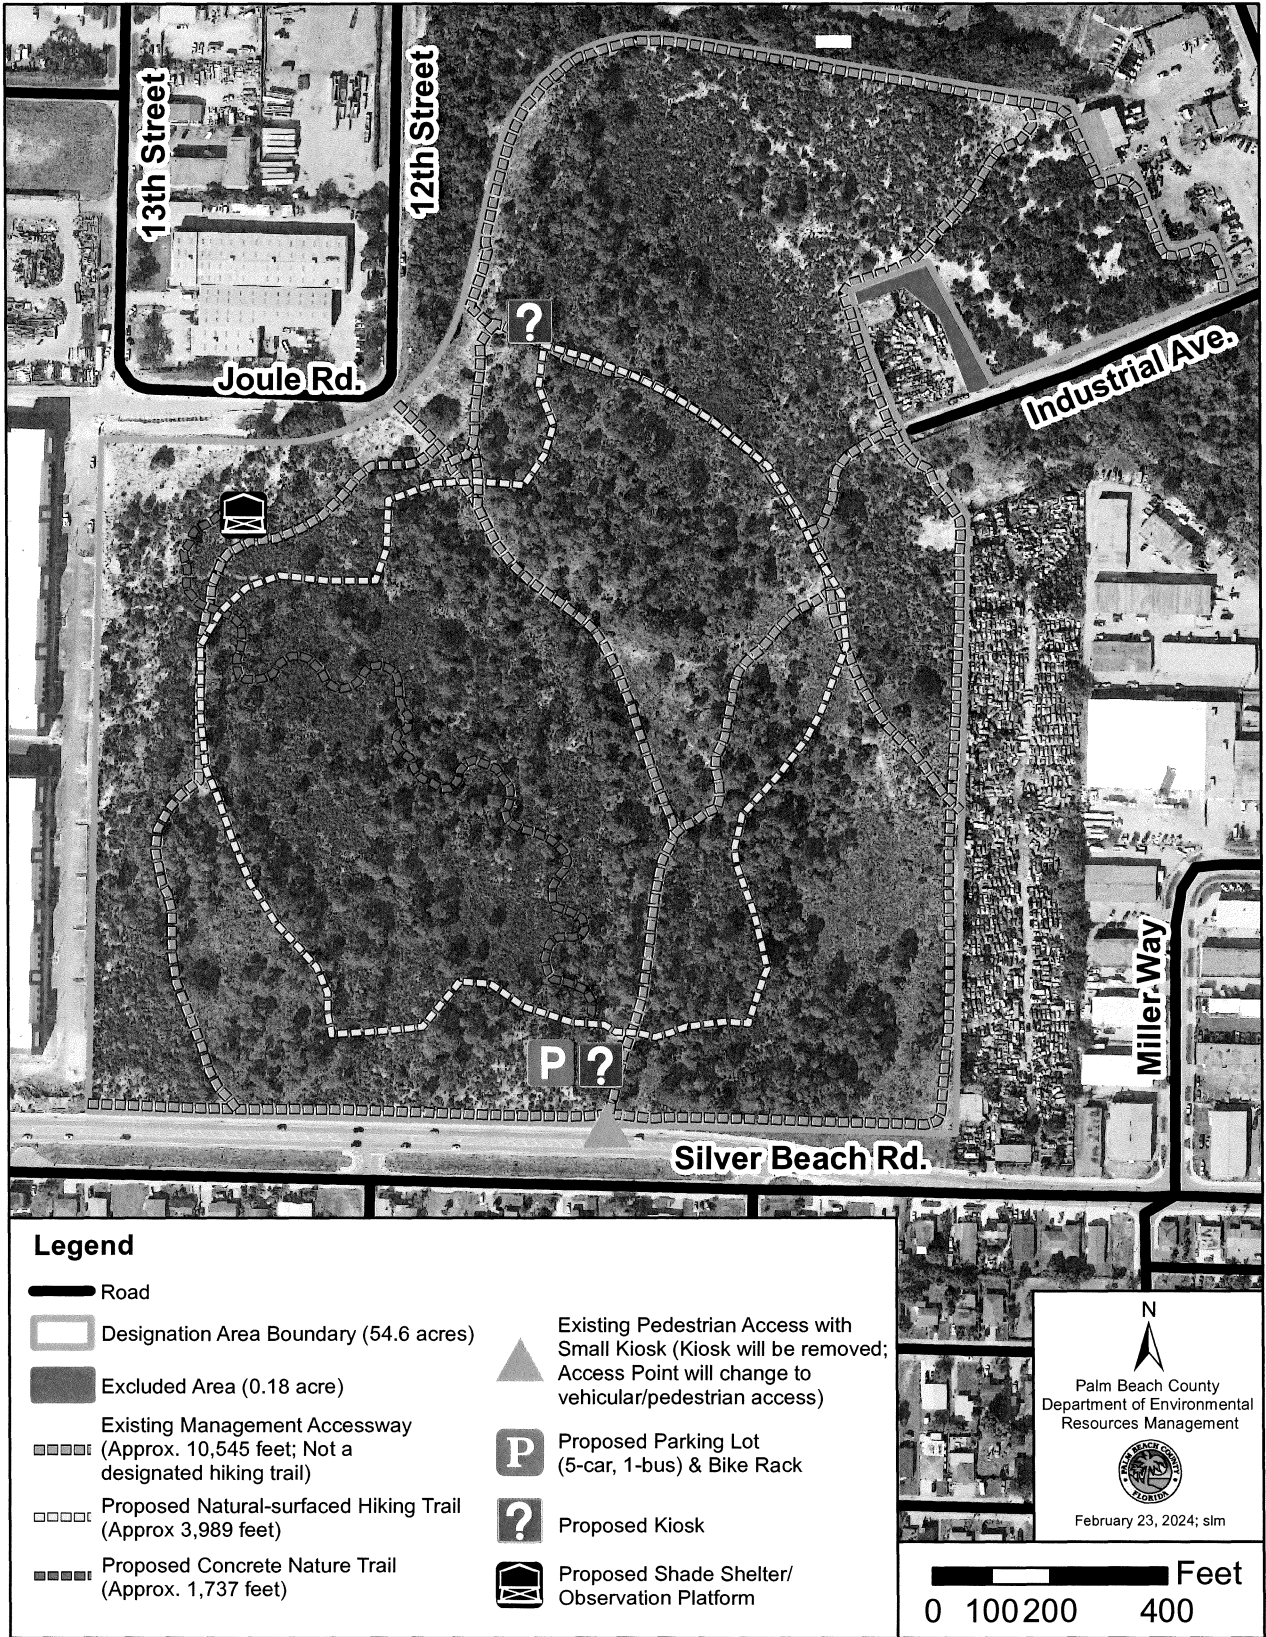 13th Street
12th Street
Joule Rd.
Industrial Ave.
?
P ?
Miller Way
Silver Beach Rd.
Legend
Road
Designation Area Boundary (54.6 acres)
Excluded Area (0.18 acre)
Existing Management Accessway
(Approx. 10,545 feet; Not a
designated hiking trail)
Proposed Natural-surfaced Hiking Trail
(Approx 3,989 feet)
Proposed Concrete Nature Trail
(Approx. 1,737 feet)
Existing Pedestrian Access with
Small Kiosk (Kiosk will be removed;
Access Point will change to
vehicular/pedestrian access)
P
Proposed Parking Lot
(5-car, 1-bus) & Bike Rack
?
Proposed Kiosk
Proposed Shade Shelter/
Observation Platform
N
Palm Beach County
Department of Environmental
Resources Management
PALM BEACH COUNTY
FLORIDA
February 23, 2024; slm
Feet
0 100 200 400